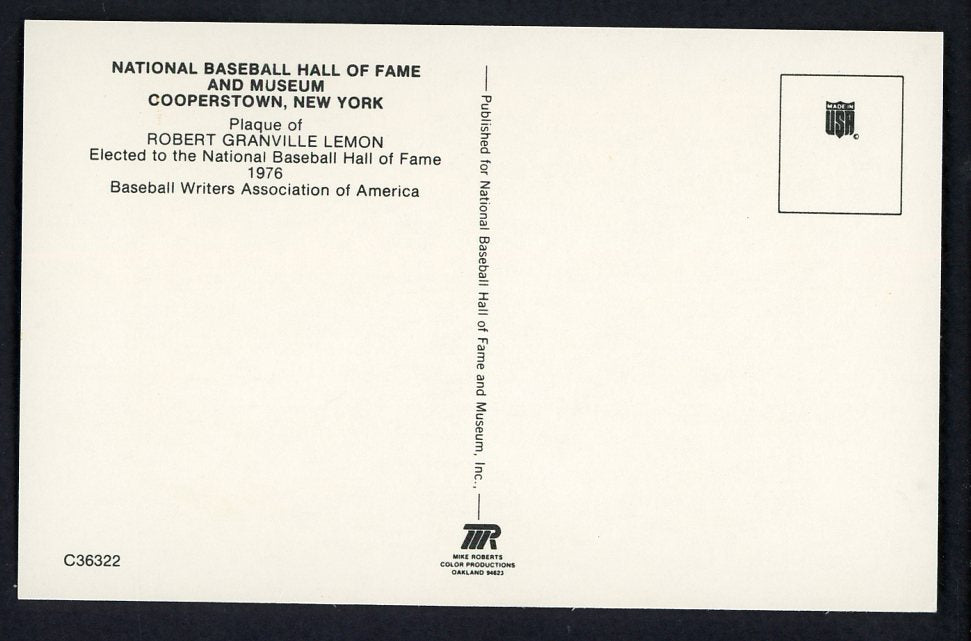 NATIONAL BASEBALL HALL OF FAME
AND MUSEUM
COOPERSTOWN, NEW YORK
Plaque of
ROBERT GRANVILLE LEMON
Elected to the National Baseball Hall of Fame
1976
Baseball Writers Association of America
C36322
Published for National Baseball Hall of Fame and Museum, Inc.,
MR
MIKE ROBERTS
COLOR PRODUCTIONS
OAKLAND 94623
MADE IN
USA
©